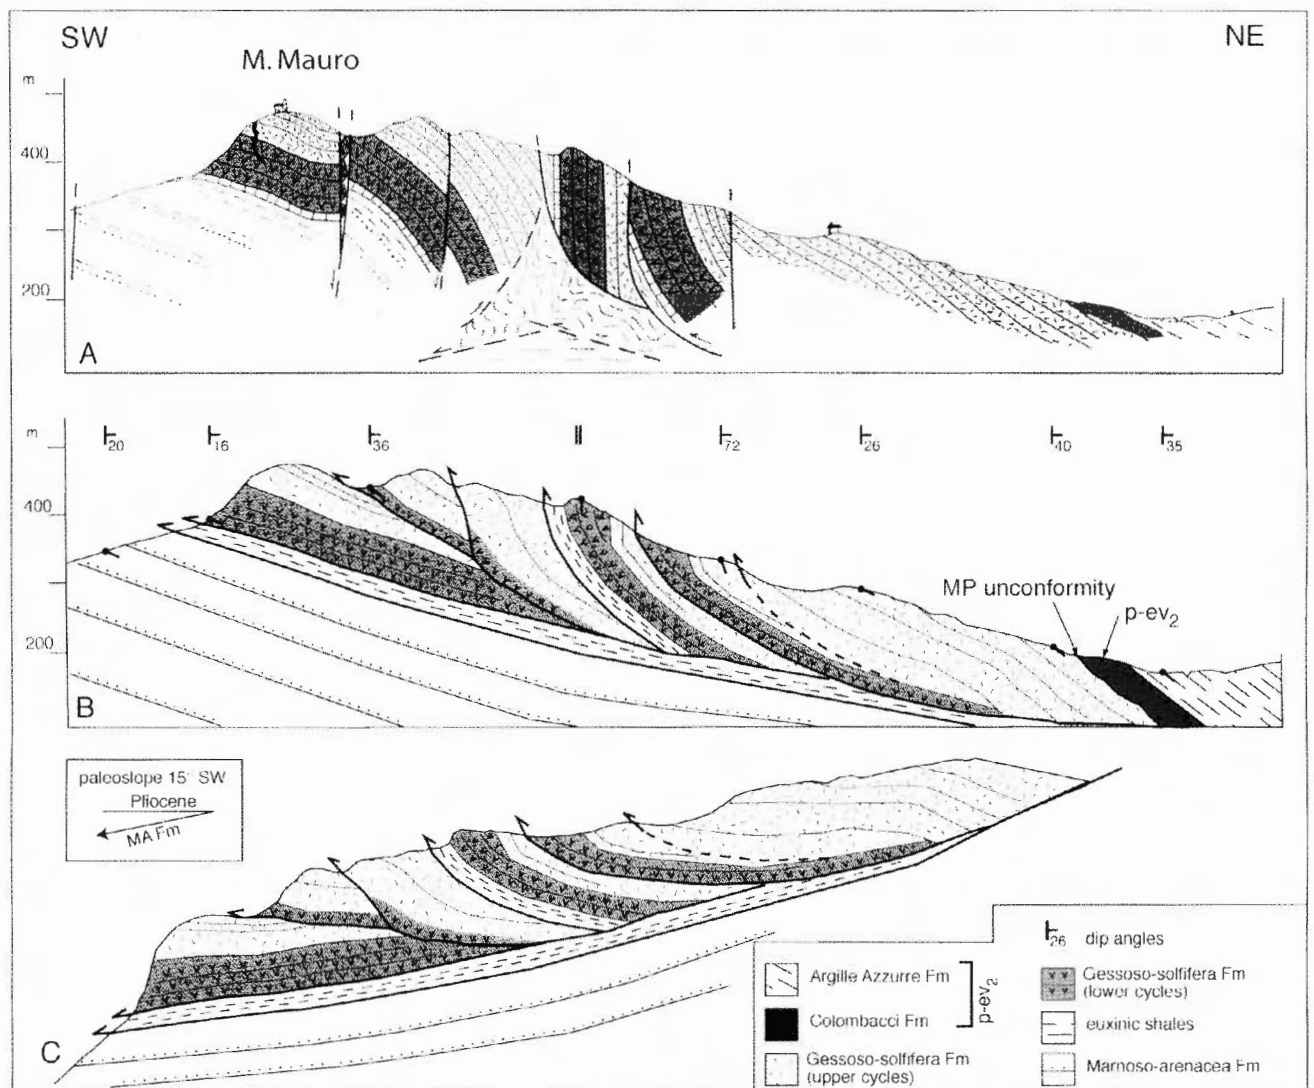 SW
NE
M. Mauro
m
400
200
A
m
20
16
36
72
26
40
35
400
200
MP unconformity
p-ev2
B
paleoslope 15° SW
Pliocene
MA Fm
C
26 dip angles
Argille Azzurre Fm
Colombacci Fm
p-ev2
Gessoso-solfifera Fm
(upper cycles)
Gessoso-solfifera Fm
(lower cycles)
euxinic shales
Marnoso-arenacea Fm